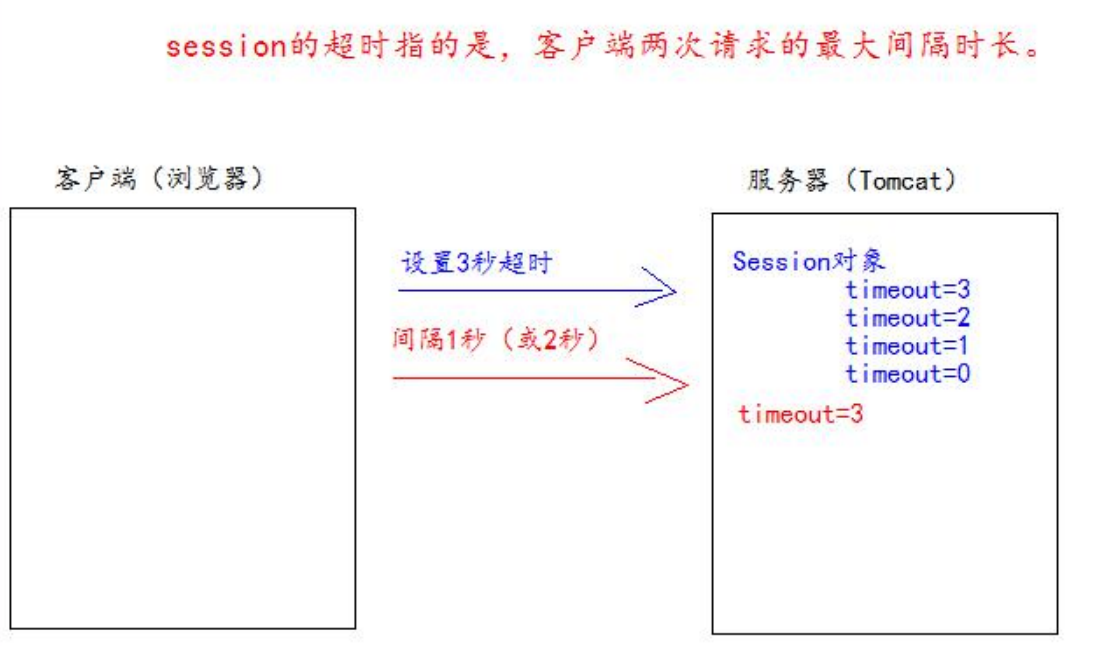 session的超时指的是，客户端两次请求的最大间隔时长。
客户端（浏览器）
服务器（Tomcat）
设置3秒超时
间隔1秒（或2秒）
Session对象
timeout=3
timeout=2
timeout=1
timeout=0
timeout=3